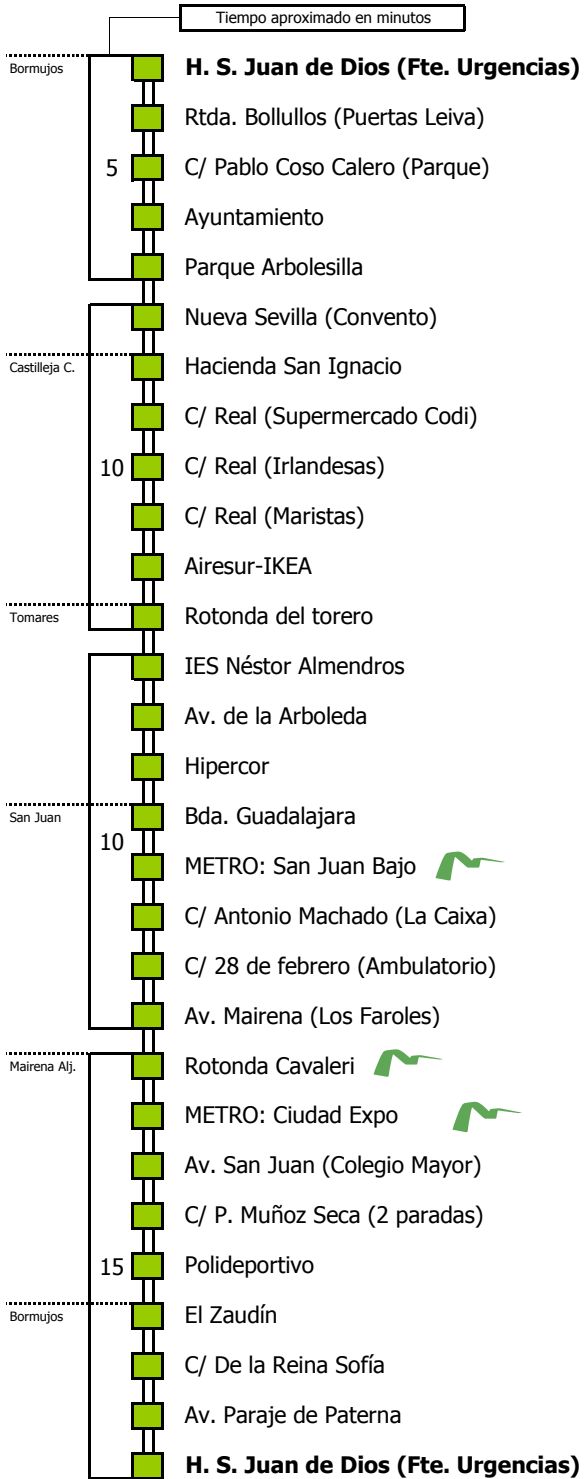 Tiempo aproximado en minutos
Bormujos
H. S. Juan de Dios (Fte. Urgencias)
Rtda. Bollullos (Puertas Leiva)
5
C/ Pablo Coso Calero (Parque)
Ayuntamiento
Parque Arbolesilla
Nueva Sevilla (Convento)
Castilleja C.
Hacienda San Ignacio
C/ Real (Supermercado Codi)
10
C/ Real (Irlandesas)
C/ Real (Maristas)
Airesur-IKEA
Tomares
Rotonda del torero
IES Néstor Almendros
Av. de la Arboleda
Hipercor
San Juan
Bda. Guadalajara
10
METRO: San Juan Bajo
C/ Antonio Machado (La Caixa)
C/ 28 de febrero (Ambulatorio)
Av. Mairena (Los Faroles)
Mairena Alj.
Rotonda Cavaleri
METRO: Ciudad Expo
Av. San Juan (Colegio Mayor)
C/ P. Muñoz Seca (2 paradas)
15
Polideportivo
Bormujos
El Zaudín
C/ De la Reina Sofía
Av. Paraje de Paterna
H. S. Juan de Dios (Fte. Urgencias)